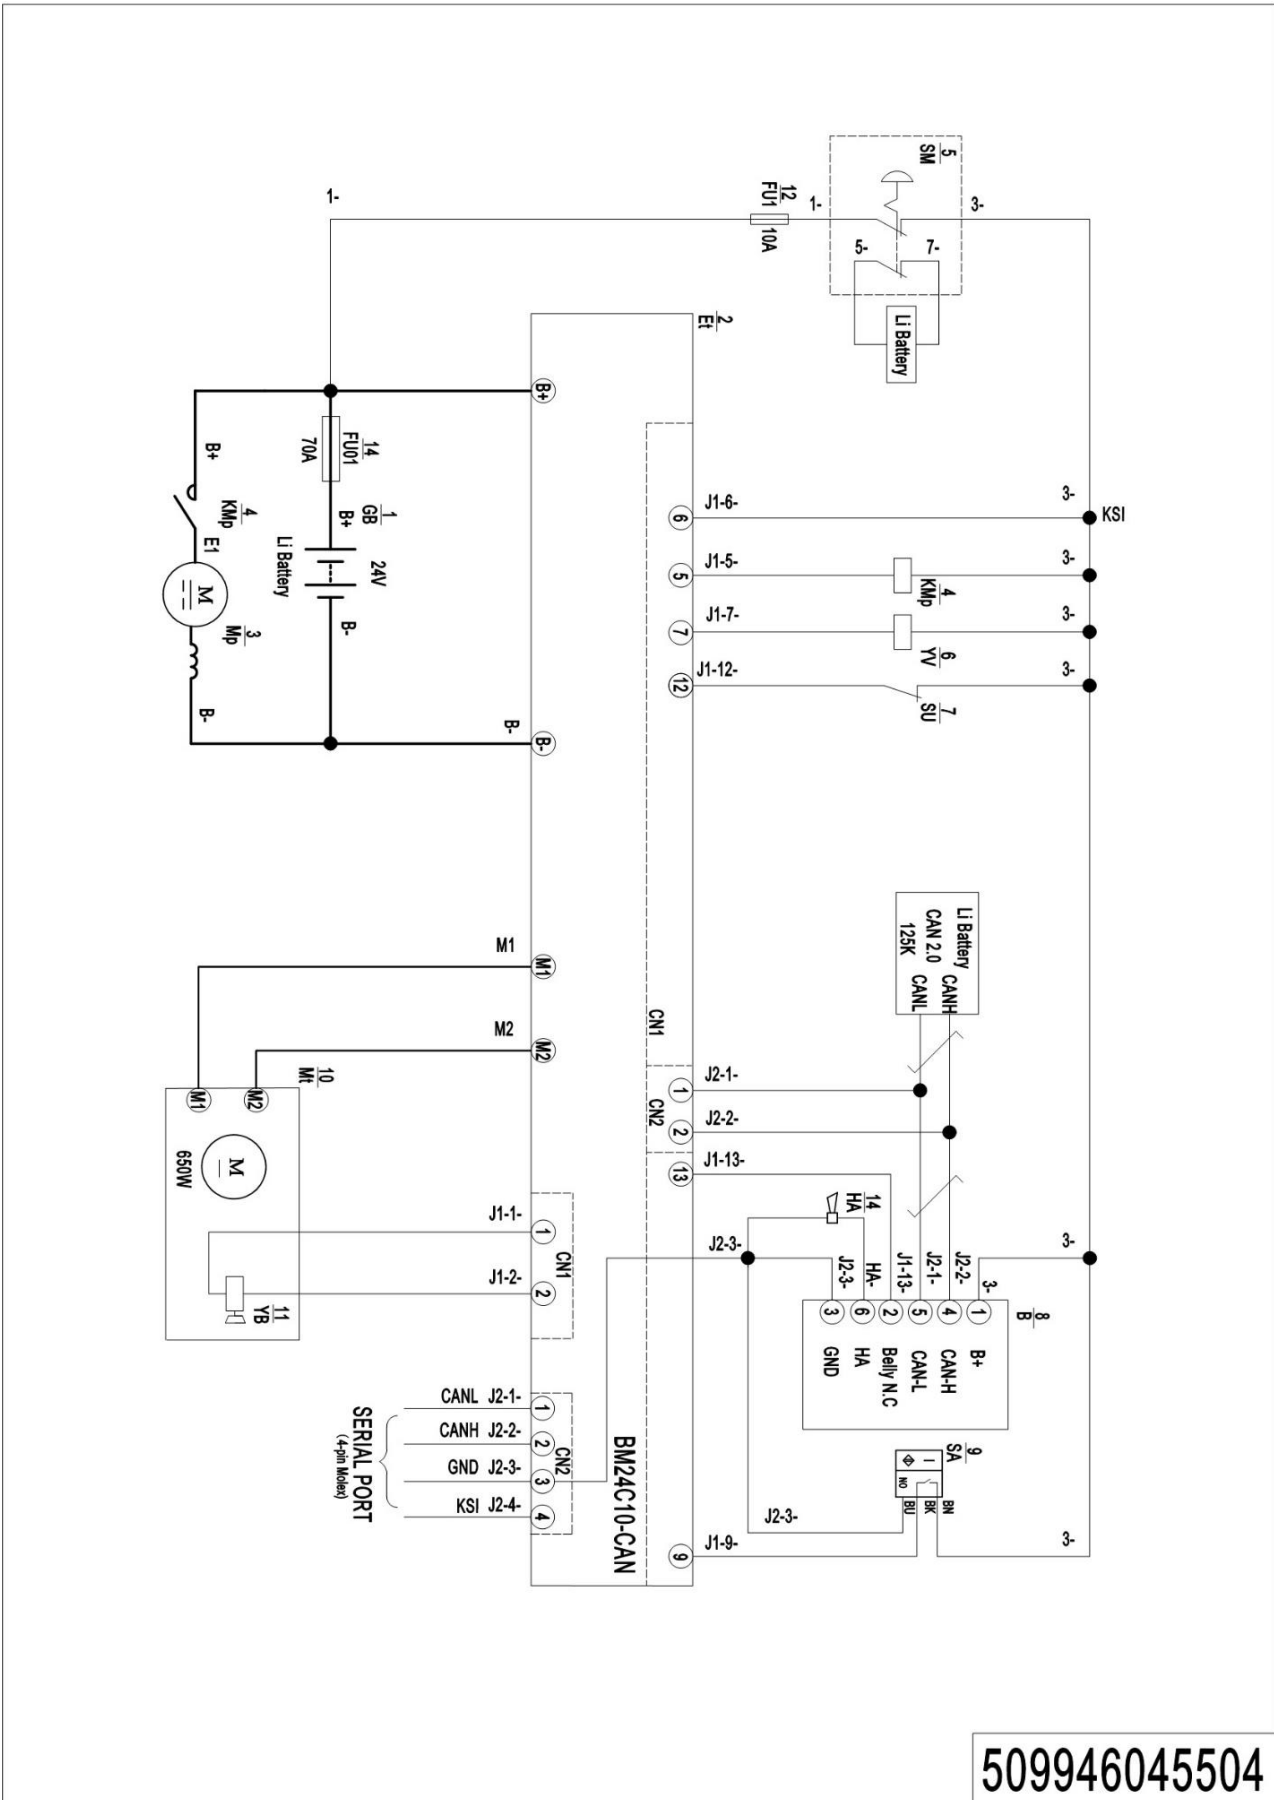 5
SM
12
FU1
10A
1-
1-
3-
5-
7-
Li Battery
2
Et
B+
14
FU01
70A
B+
4
KMp
E1
1
GB
B+
24V
Li Battery
B-
M
3
Mp
B-
B-
B-
6
J1-6-
3-
KSI
5
J1-5-
4
KMp
3-
7
J1-7-
6
YV
3-
12
J1-12-
7
SU
3-
Li Battery
CAN 2.0
125K
CANH
CANL
M1
M1
M2
M2
CN1
CN2
1
J2-1-
2
J2-2-
13
J1-13-
10
Mt
M1
M2
M
650W
J1-1-
1
CN1
J1-2-
2
11
YB
14
HA
J2-3-
J2-3-
HA-
J1-13-
J2-1-
J2-2-
3-
3-
8
B
3
6
2
5
4
1
GND
HA
Belly N.C
CAN-L
CAN-H
B+
CANL J2-1-
1
CANH J2-2-
2
CN2
GND J2-3-
3
KSI J2-4-
4
SERIAL PORT
(4-pin Molex)
BM24C10-CAN
9
SA
NO
BU
BK
BN
J2-3-
9
J1-9-
3-
509946045504